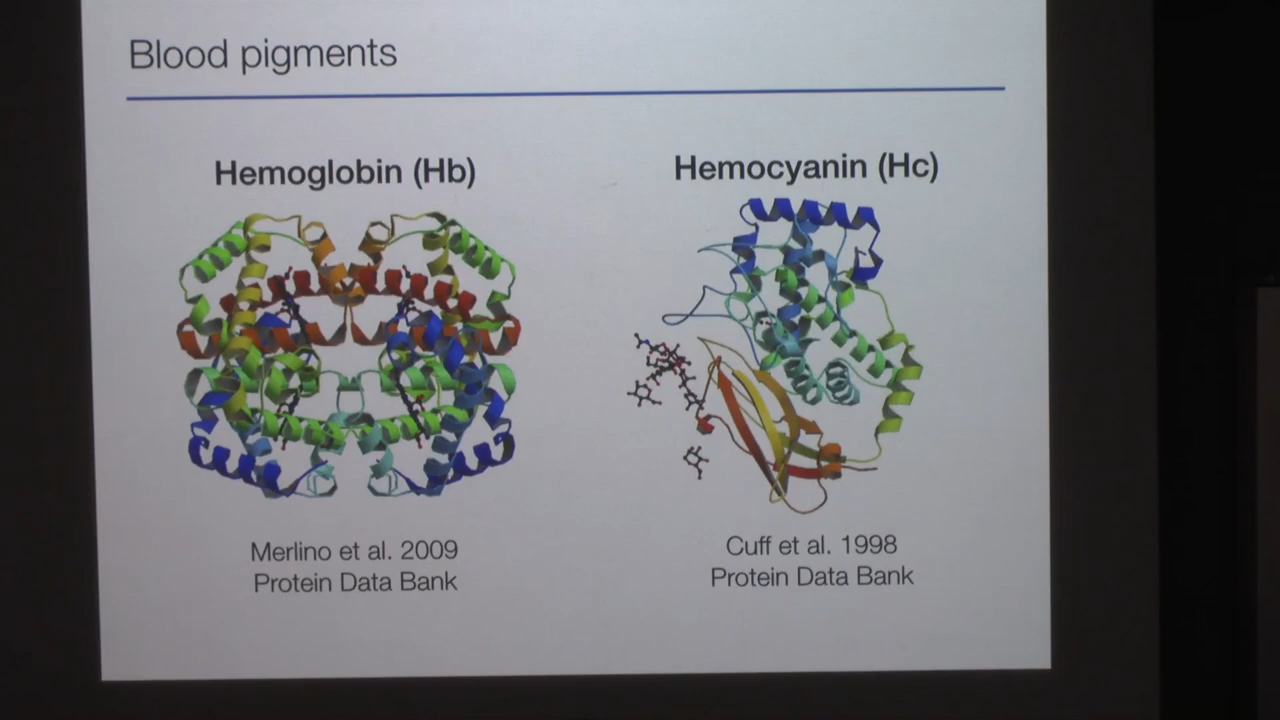 Blood pigments
Hemoglobin (Hb)
Hemocyanin (Hc)
Merlino et al. 2009
Protein Data Bank
Cuff et al. 1998
Protein Data Bank